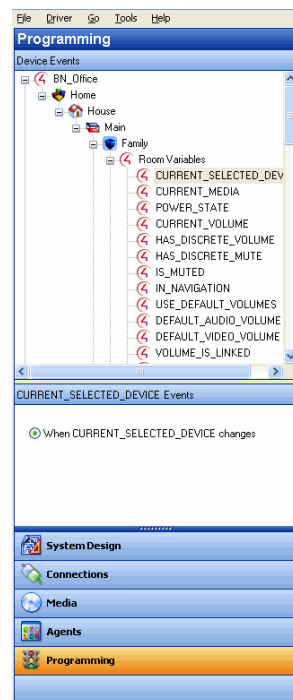 File Driver Go Tools Help
Programming
Device Events
BN_Office
Home
House
Main
Family
Room Variables
CURRENT_SELECTED_DEV
CURRENT_MEDIA
POWER_STATE
CURRENT_VOLUME
HAS_DISCRETE_VOLUME
HAS_DISCRETE_MUTE
IS_MUTED
IN_NAVIGATION
USE_DEFAULT_VOLUMES
DEFAULT_AUDIO_VOLUME
DEFAULT_VIDEO_VOLUME
VOLUME_IS_LINKED
CURRENT_SELECTED_DEVICE Events
When CURRENT_SELECTED_DEVICE changes
System Design
Connections
Media
Agents
Programming